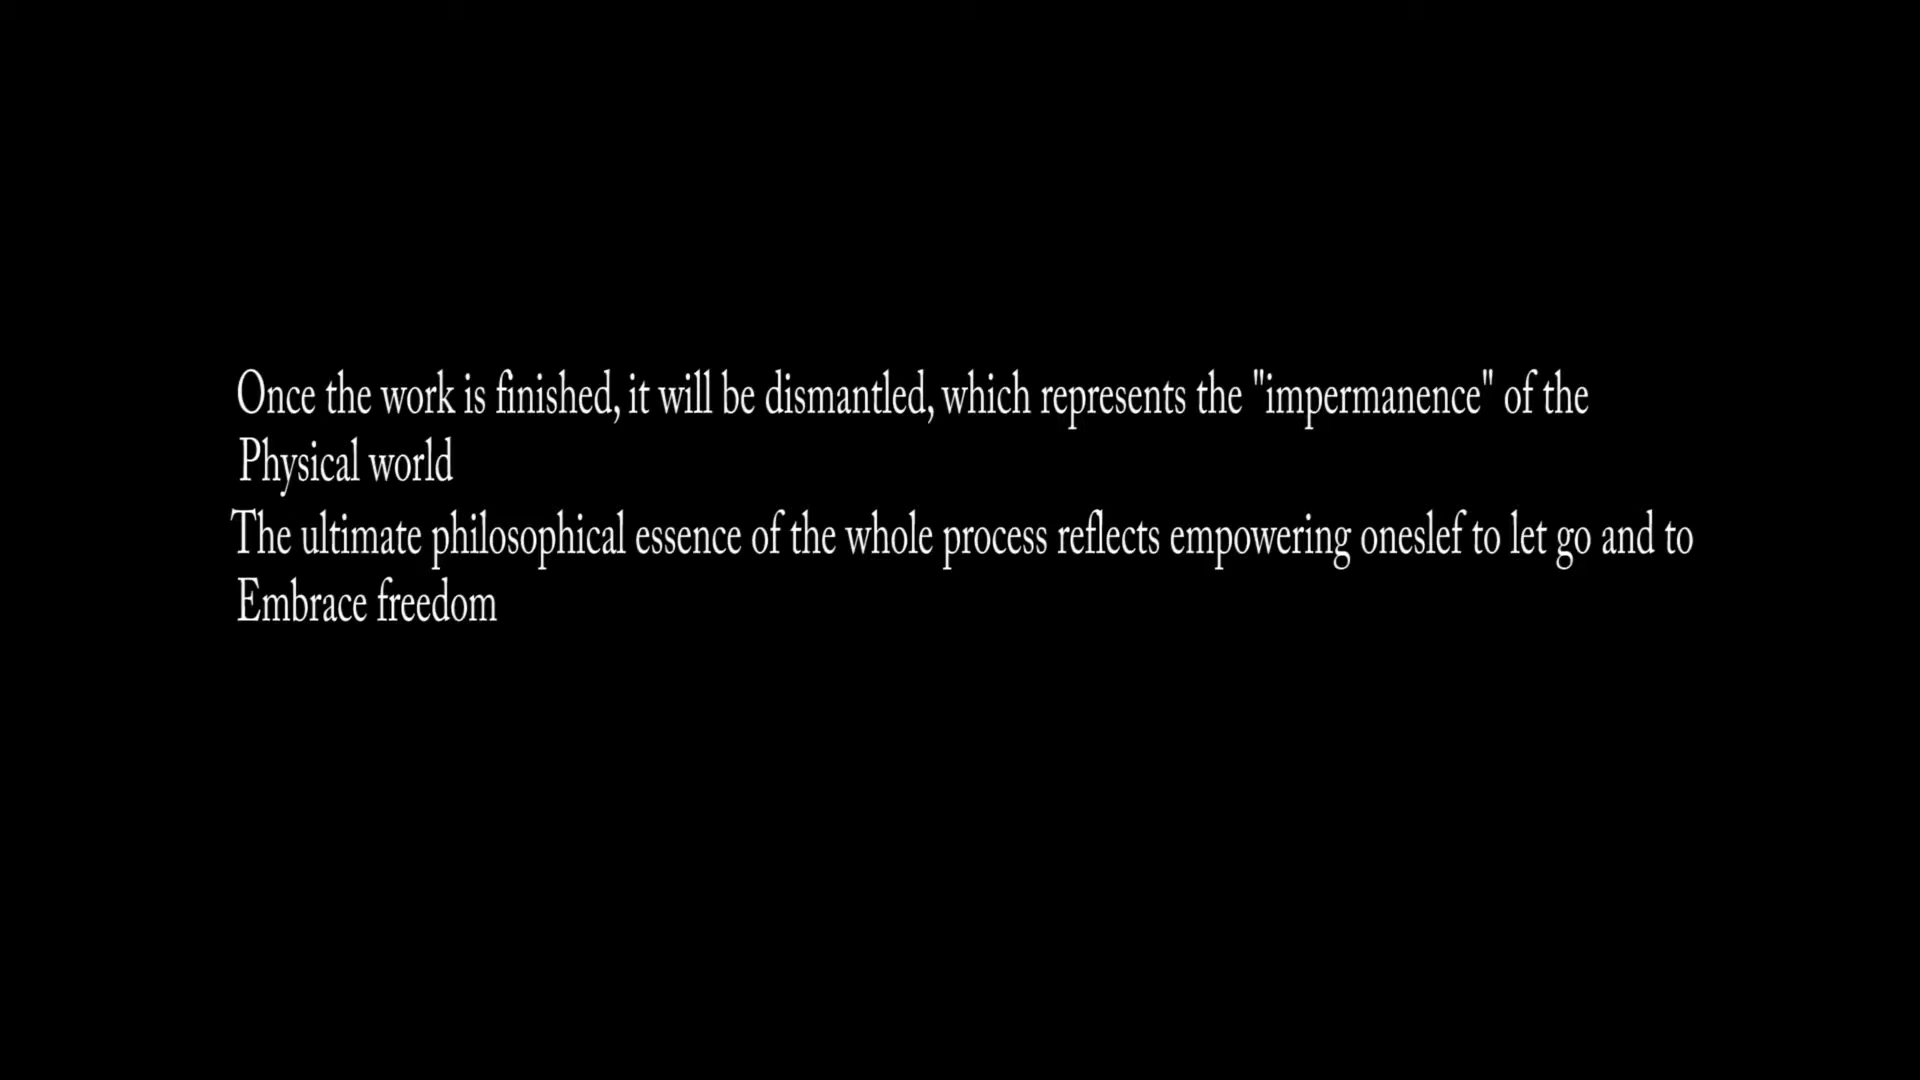 Once the work is finished, it will be dismantled, which represents the "impermanence" of the
Physical world
The ultimate philosophical essence of the whole process reflects empowering oneslef to let go and to
Embrace freedom